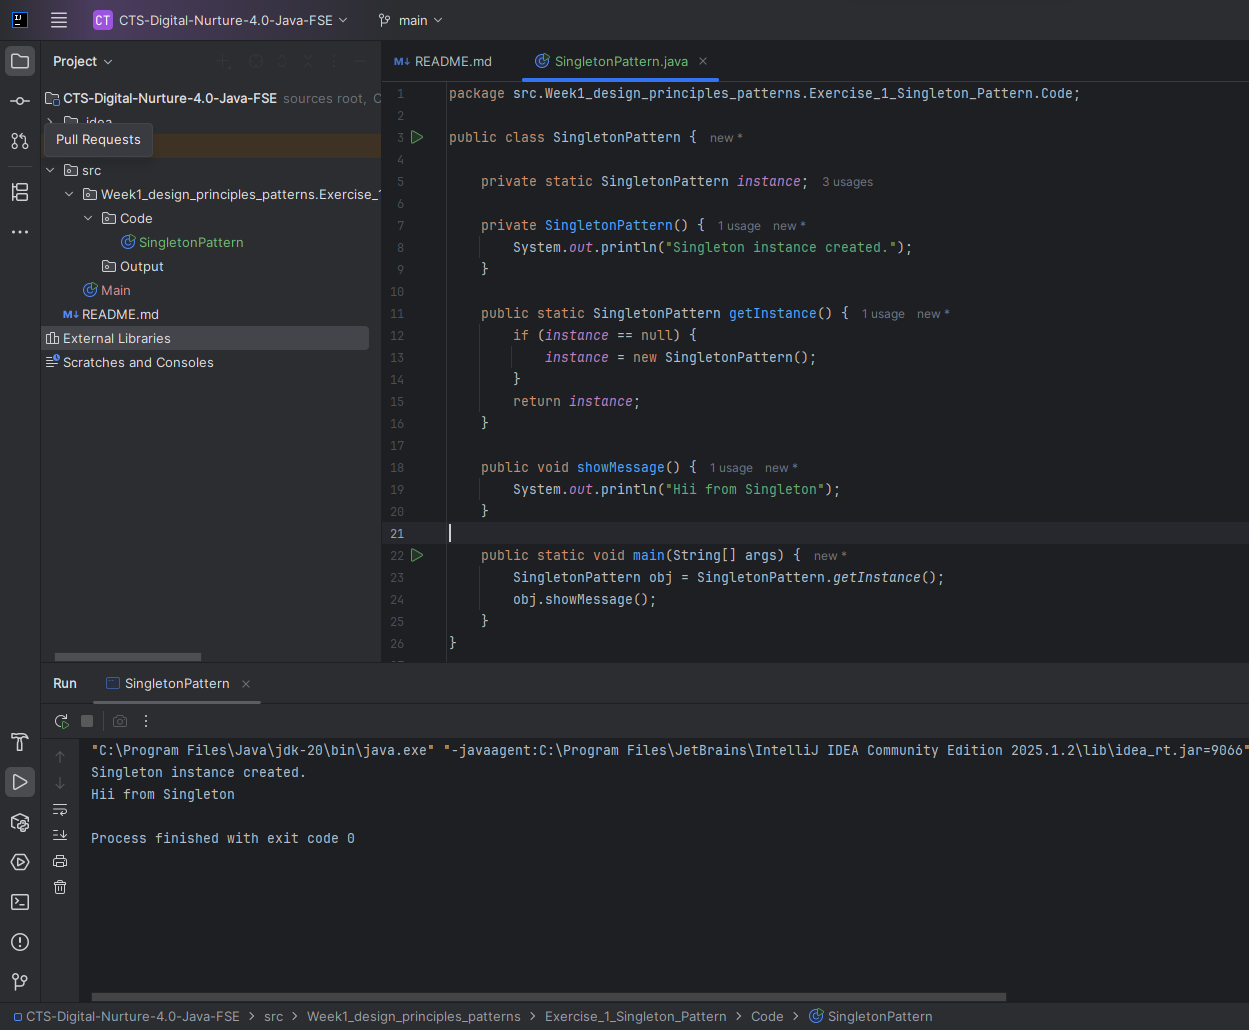 CT CTS-Digital-Nurture-4.0-Java-FSE main
Project
CTS-Digital-Nurture-4.0-Java-FSE sources root, C
.idea
Pull Requests
src
Week1_design_principles_patterns.Exercise_1
Code
SingletonPattern
Output
Main
M↓ README.md
External Libraries
Scratches and Consoles
M↓ README.md SingletonPattern.java
1 package src.Week1_design_principles_patterns.Exercise_1_Singleton_Pattern.Code;
2
3 public class SingletonPattern { new *
4
5 private static SingletonPattern instance; 3 usages
6
7 private SingletonPattern() { 1 usage new *
8 System.out.println("Singleton instance created.");
9 }
10
11 public static SingletonPattern getInstance() { 1 usage new *
12 if (instance == null) {
13 instance = new SingletonPattern();
14 }
15 return instance;
16 }
17
18 public void showMessage() { 1 usage new *
19 System.out.println("Hii from Singleton");
20 }
21
22 public static void main(String[] args) { new *
23 SingletonPattern obj = SingletonPattern.getInstance();
24 obj.showMessage();
25 }
26 }
Run SingletonPattern
"C:\Program Files\Java\jdk-20\bin\java.exe" "-javaagent:C:\Program Files\JetBrains\IntelliJ IDEA Community Edition 2025.1.2\lib\idea_rt.jar=9066"
Singleton instance created.
Hii from Singleton
Process finished with exit code 0
CTS-Digital-Nurture-4.0-Java-FSE > src > Week1_design_principles_patterns > Exercise_1_Singleton_Pattern > Code > SingletonPattern